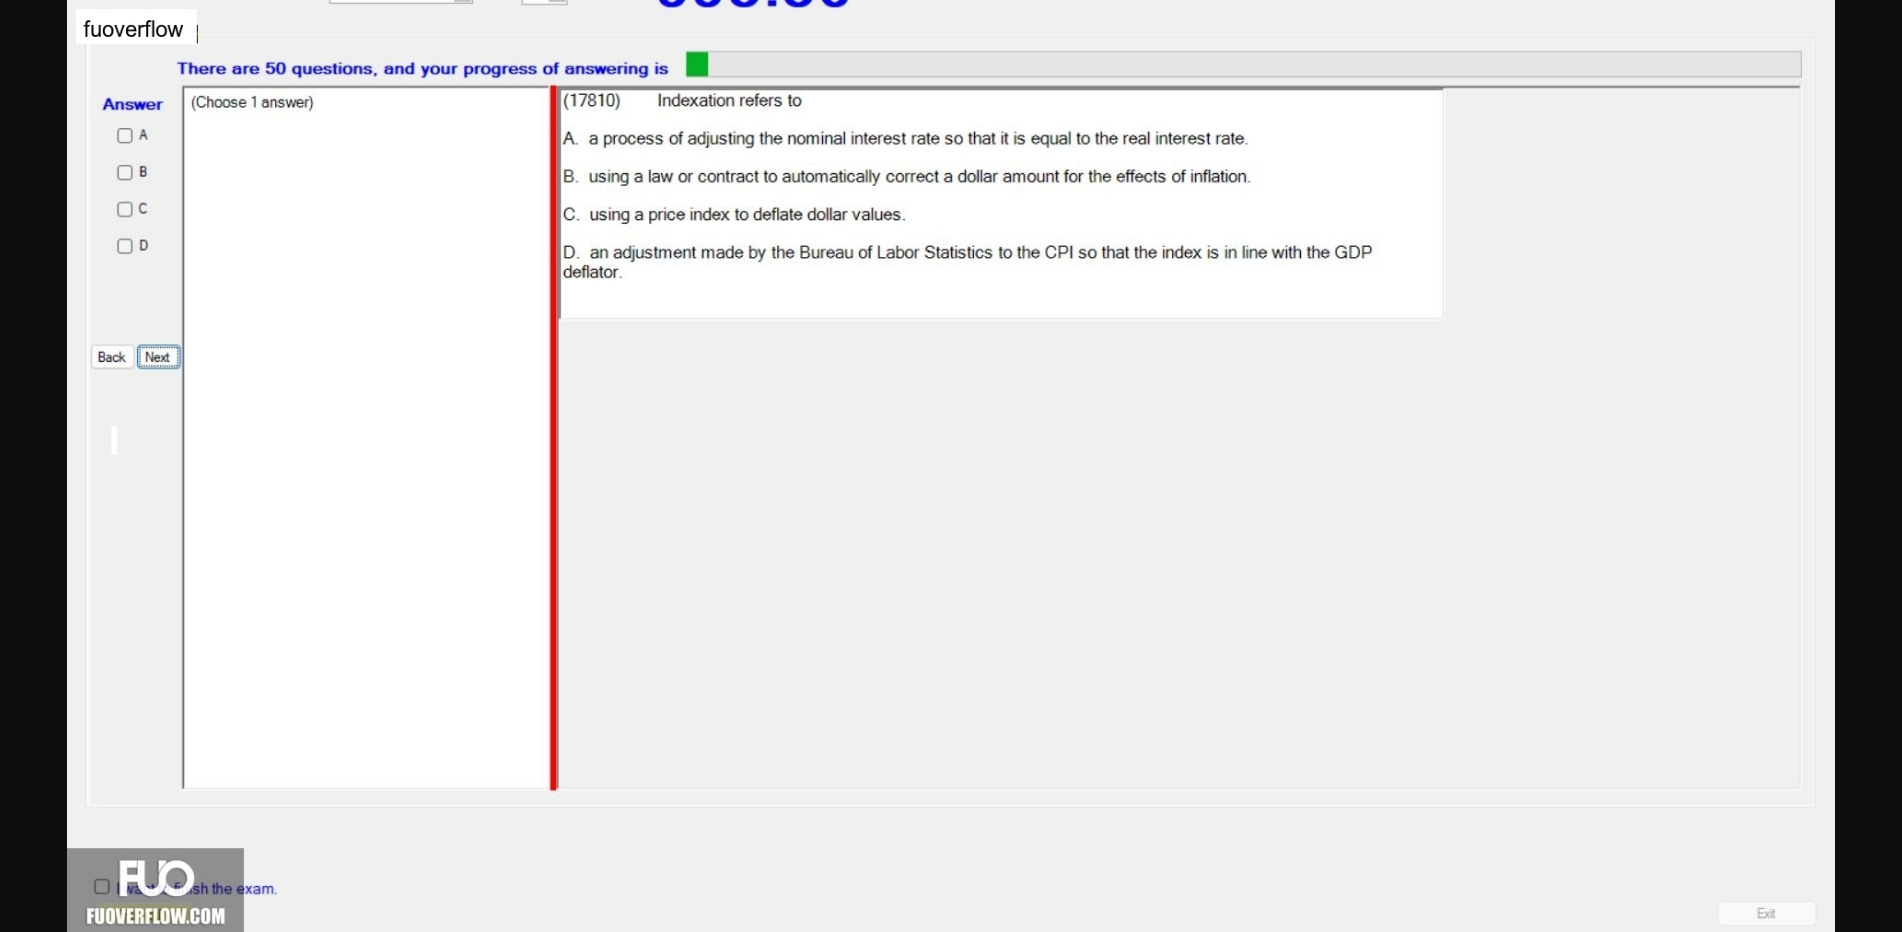 fuoverflow
There are 50 questions, and your progress of answering is
Answer
(Choose 1 answer)
A
B
C
D
Back
Next
(17810) Indexation refers to
A. a process of adjusting the nominal interest rate so that it is equal to the real interest rate.
B. using a law or contract to automatically correct a dollar amount for the effects of inflation.
C. using a price index to deflate dollar values.
D. an adjustment made by the Bureau of Labor Statistics to the CPI so that the index is in line with the GDP
deflator.
FUO
the exam.
FUOVERFLOW.COM
Exit